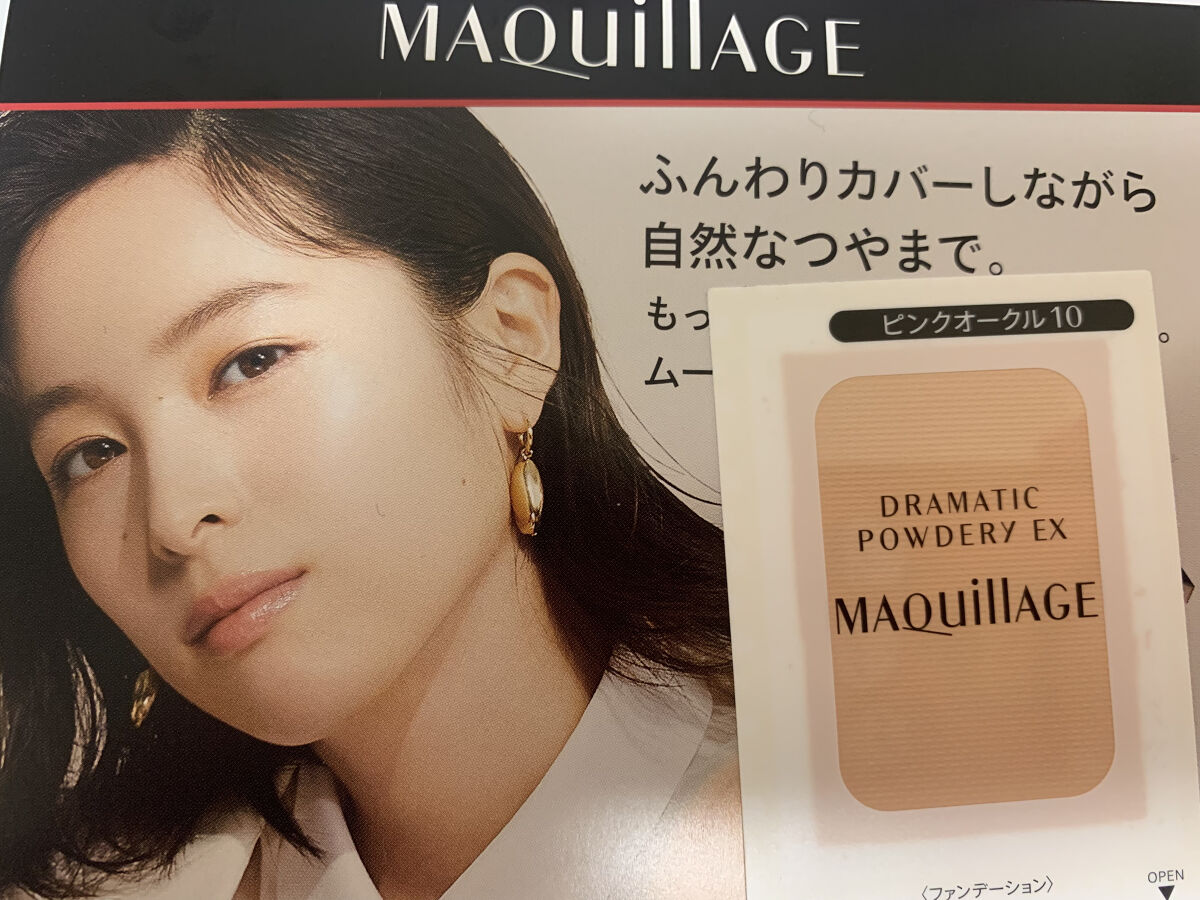 MAQuillAGE
ふんわりカバーしながら
自然なつやまで。
もっ
。
ムー
ピンクオークル10
DRAMATIC
POWDERY EX
MAQuillAGE
〈ファンデーション〉
OPEN